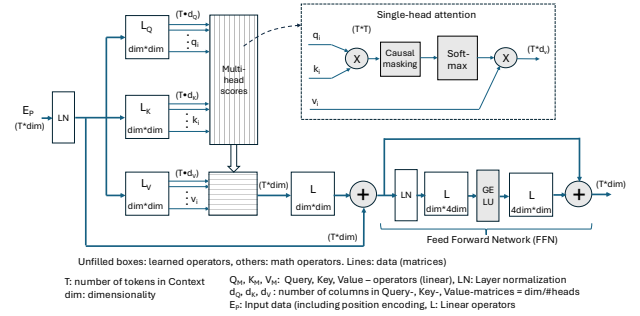 Single-head attention
(T*T)
q_i
k_i
v_i
X
Causal
masking
Soft-
max
X
(T*d_v)
L_Q
dim*dim
(T•d_Q)
q_i
Multi-
head
scores
E_P
(T*dim)
LN
L_K
dim*dim
(T•d_K)
k_i
L_V
dim*dim
(T•d_V)
v_i
(T*dim)
L
dim*dim
+
(T*dim)
LN
L
dim*4dim
GE
LU
L
4dim*dim
+
(T*dim)
Feed Forward Network (FFN)
Unfilled boxes: learned operators, others: math operators. Lines: data (matrices)
T: number of tokens in Context
dim: dimensionality
Q_M, K_M, V_M: Query, Key, Value – operators (linear), LN: Layer normalization
d_Q, d_K, d_V : number of columns in Query-, Key-, Value-matrices = dim/#heads
E_P: Input data (including position encoding, L: Linear operators